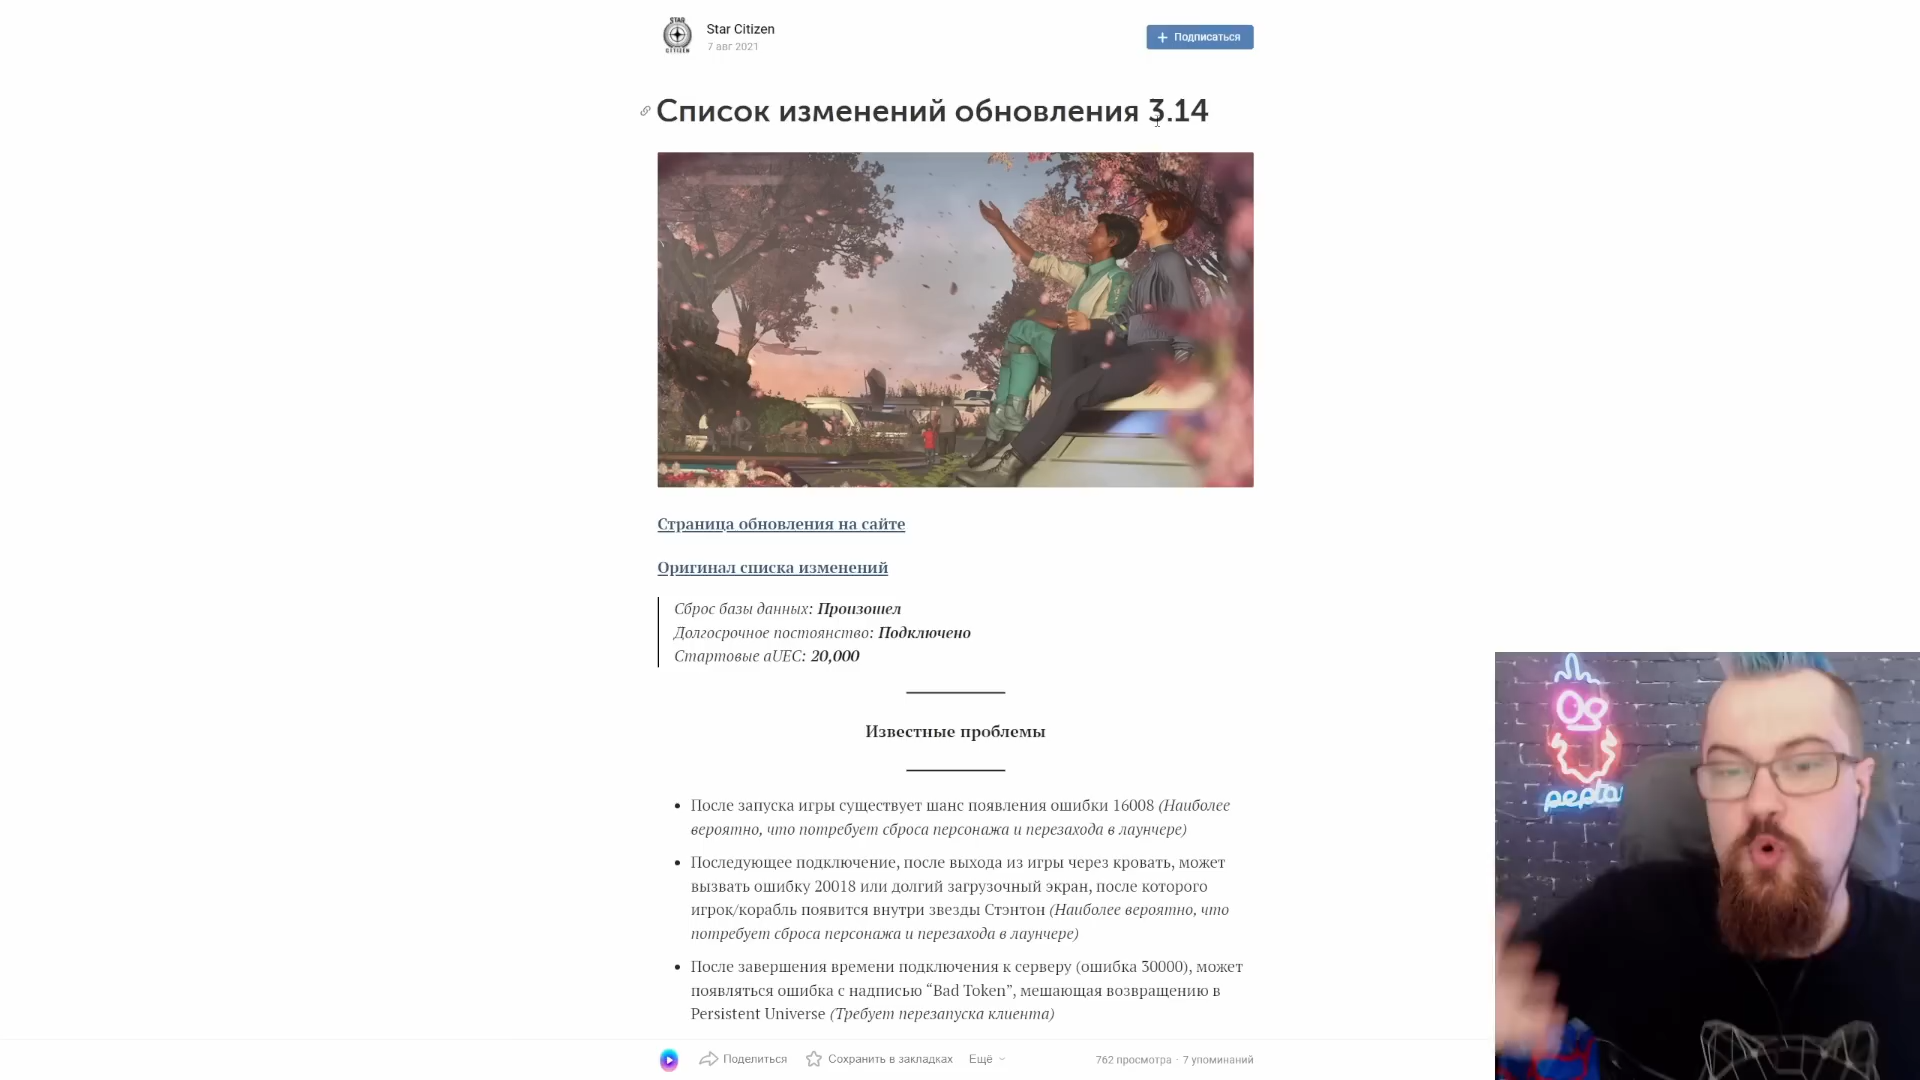 STAR
CITIZEN
Star Citizen
7 авг 2021
Подписаться
Список изменений обновления 3.14
Страница обновления на сайте
Оригинал списка изменений
Сброс базы данных: Произошел
Долгосрочное постоянство: Подключено
Стартовые aUEC: 20,000
Известные проблемы
После запуска игры существует шанс появления ошибки 16008 (Наиболее
вероятно, что потребует сброса персонажа и перезахода в лаунчере)
Последующее подключение, после выхода из игры через кровать, может
вызвать ошибку 20018 или долгий загрузочный экран, после которого
игрок/корабль появится внутри звезды Стэнтон (Наиболее вероятно, что
потребует сброса персонажа и перезахода в лаунчере)
После завершения времени подключения к серверу (ошибка 30000), может
появляться ошибка с надписью “Bad Token”, мешающая возвращению в
Persistent Universe (Требует перезапуска клиента)
Поделиться
Сохранить в закладках
Ещё
762 просмотра · 7 упоминаний
pepta